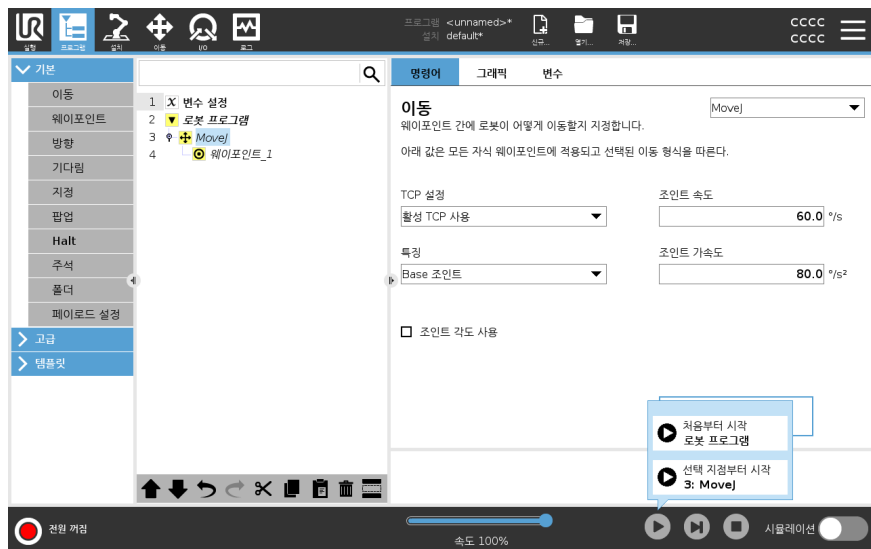 UR
실행
프로그램
설치
이동
I/O
로그
프로그램 <unnamed>*
설치 default*
신규...
열기...
저장...
CCCC
CCCC
기본
이동
웨이포인트
방향
기다림
지정
팝업
Halt
주석
폴더
페이로드 설정
고급
템플릿
1 X 변수 설정
2 로봇 프로그램
3 MoveJ
4 웨이포인트_1
명령어 그래픽 변수
이동
MoveJ
웨이포인트 간에 로봇이 어떻게 이동할지 지정합니다.
아래 값은 모든 자식 웨이포인트에 적용되고 선택된 이동 형식을 따른다.
TCP 설정
조인트 속도
활성 TCP 사용
60.0 °/s
특징
조인트 가속도
Base 조인트
80.0 °/s²
조인트 각도 사용
처음부터 시작
로봇 프로그램
선택 지점부터 시작
3: MoveJ
전원 꺼짐
속도 100%
시뮬레이션